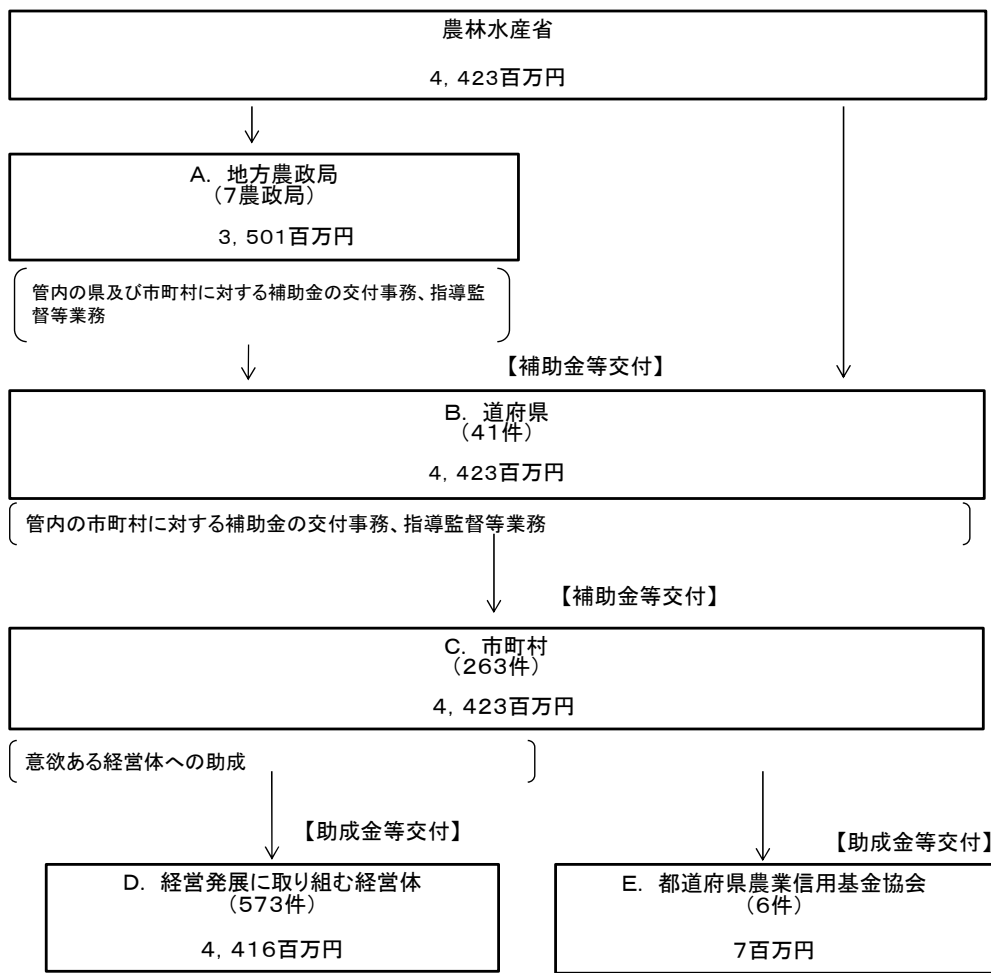 農林水産省
4,423百万円
A. 地方農政局
(7農政局)
3,501百万円
管内の県及び市町村に対する補助金の交付事務、指導監
督等業務
【補助金等交付】
B. 道府県
(41件)
4,423百万円
管内の市町村に対する補助金の交付事務、指導監督等業務
【補助金等交付】
C. 市町村
(263件)
4,423百万円
意欲ある経営体への助成
【助成金等交付】
【助成金等交付】
D. 経営発展に取り組む経営体
(573件)
4,416百万円
E. 都道府県農業信用基金協会
(6件)
7百万円